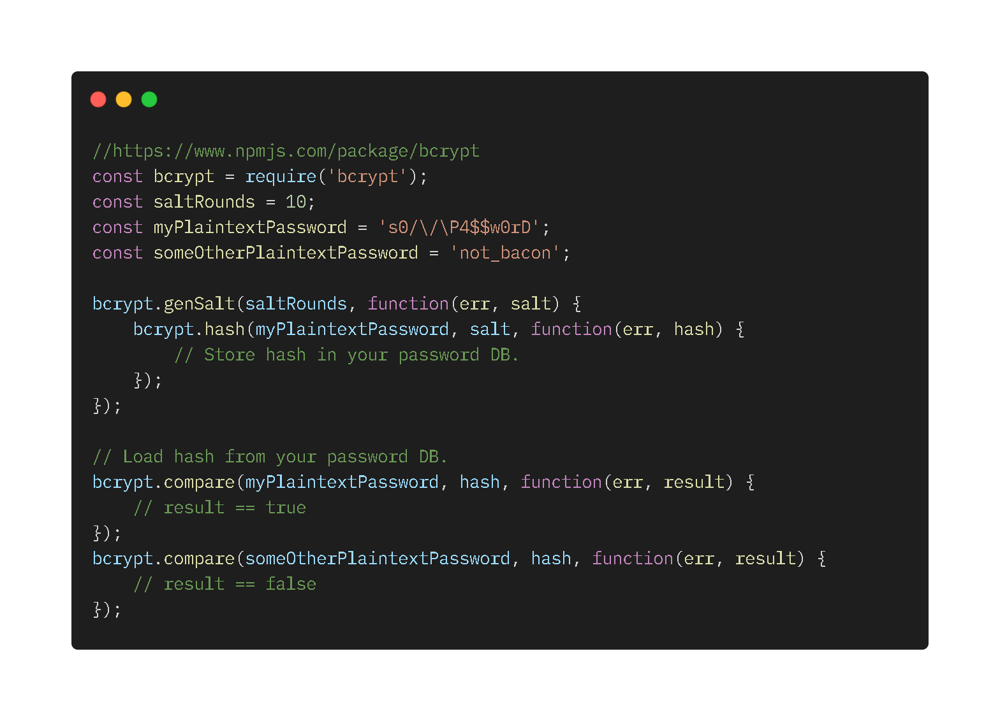 //https://www.npmjs.com/package/bcrypt
const bcrypt = require('bcrypt');
const saltRounds = 10;
const myPlaintextPassword = 's0/\/\P4$$w0rD';
const someOtherPlaintextPassword = 'not_bacon';

bcrypt.genSalt(saltRounds, function(err, salt) {
    bcrypt.hash(myPlaintextPassword, salt, function(err, hash) {
        // Store hash in your password DB.
    });
});

// Load hash from your password DB.
bcrypt.compare(myPlaintextPassword, hash, function(err, result) {
    // result == true
});
bcrypt.compare(someOtherPlaintextPassword, hash, function(err, result) {
    // result == false
});